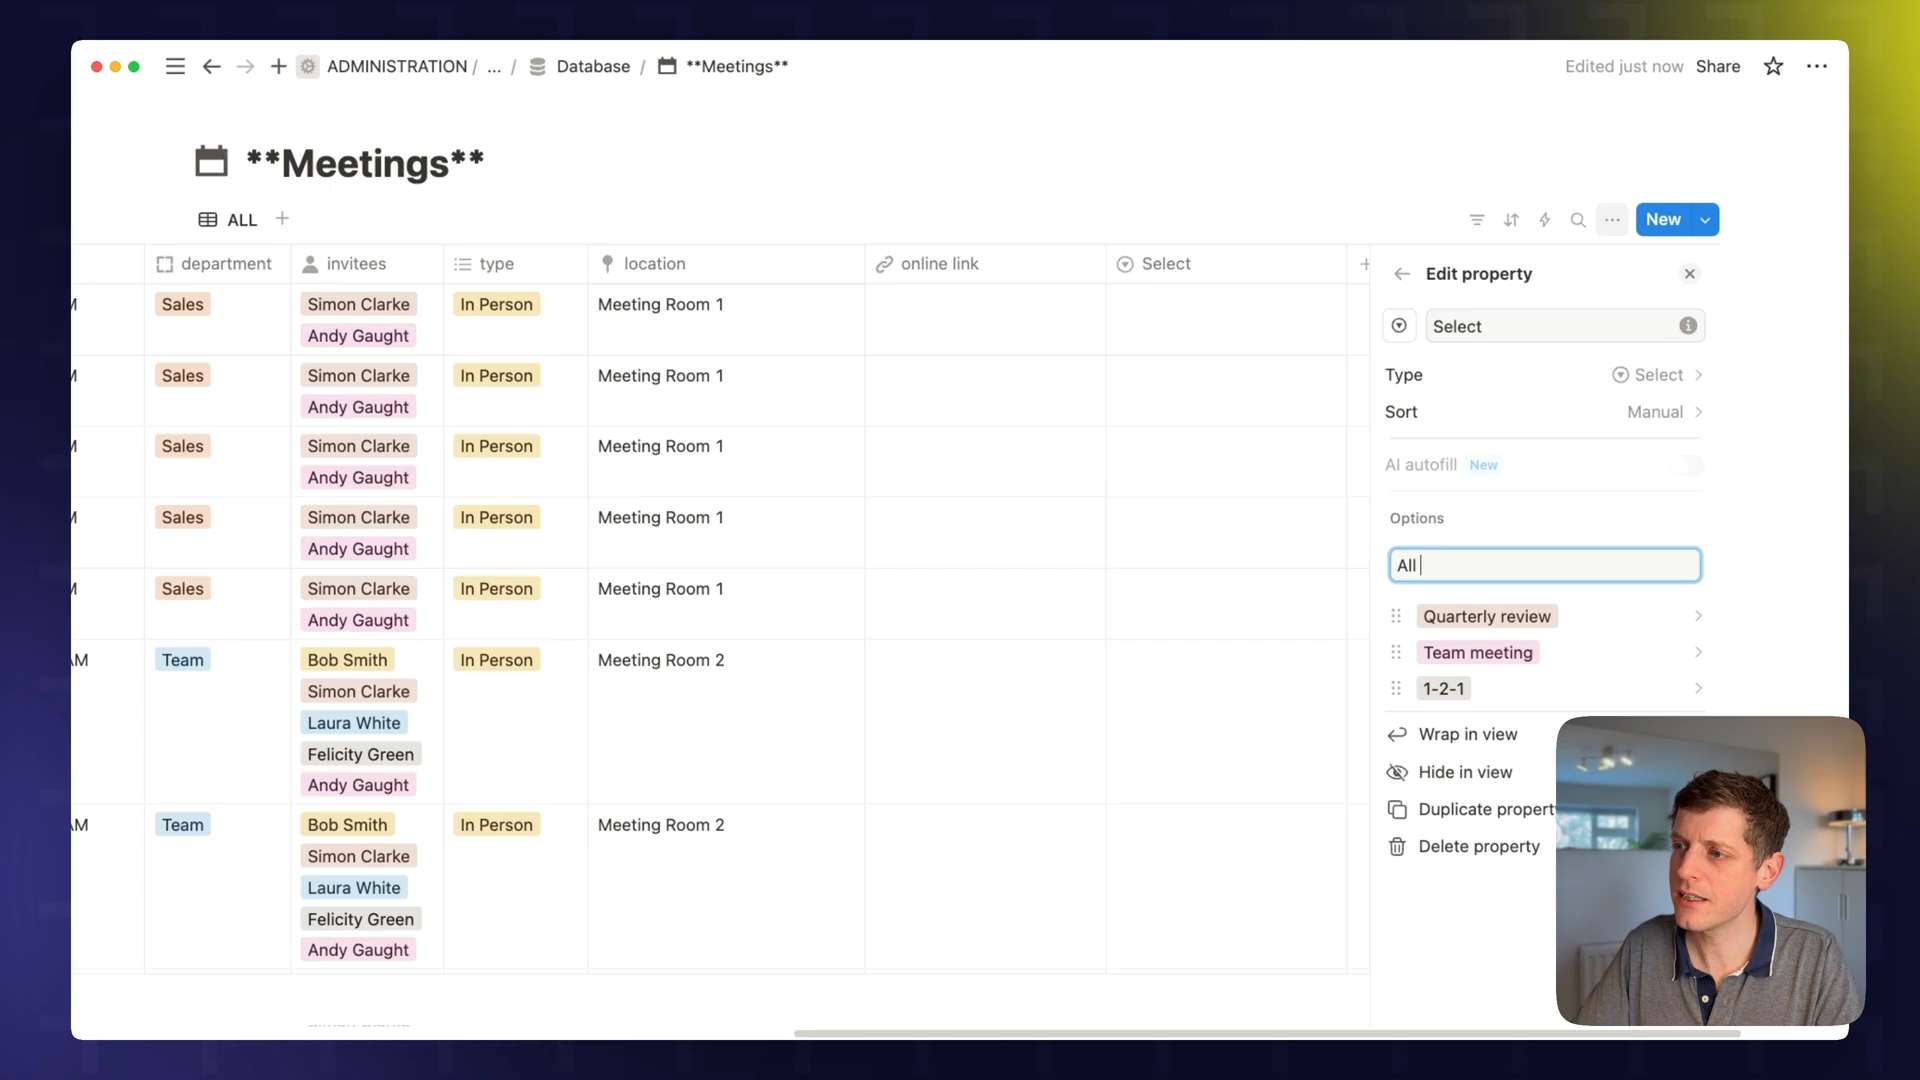 ADMINISTRATION / ... / Database / **Meetings**
Edited just now Share
**Meetings**
ALL
New
department invitees type location online link Select
M Sales Simon Clarke In Person Meeting Room 1
Andy Gaught
M Sales Simon Clarke In Person Meeting Room 1
Andy Gaught
M Sales Simon Clarke In Person Meeting Room 1
Andy Gaught
M Sales Simon Clarke In Person Meeting Room 1
Andy Gaught
M Sales Simon Clarke In Person Meeting Room 1
Andy Gaught
AM Team Bob Smith In Person Meeting Room 2
Simon Clarke
Laura White
Felicity Green
Andy Gaught
AM Team Bob Smith In Person Meeting Room 2
Simon Clarke
Laura White
Felicity Green
Andy Gaught
Edit property
Select
Type Select
Sort Manual
AI autofill New
Options
All
Quarterly review
Team meeting
1-2-1
Wrap in view
Hide in view
Duplicate property
Delete property